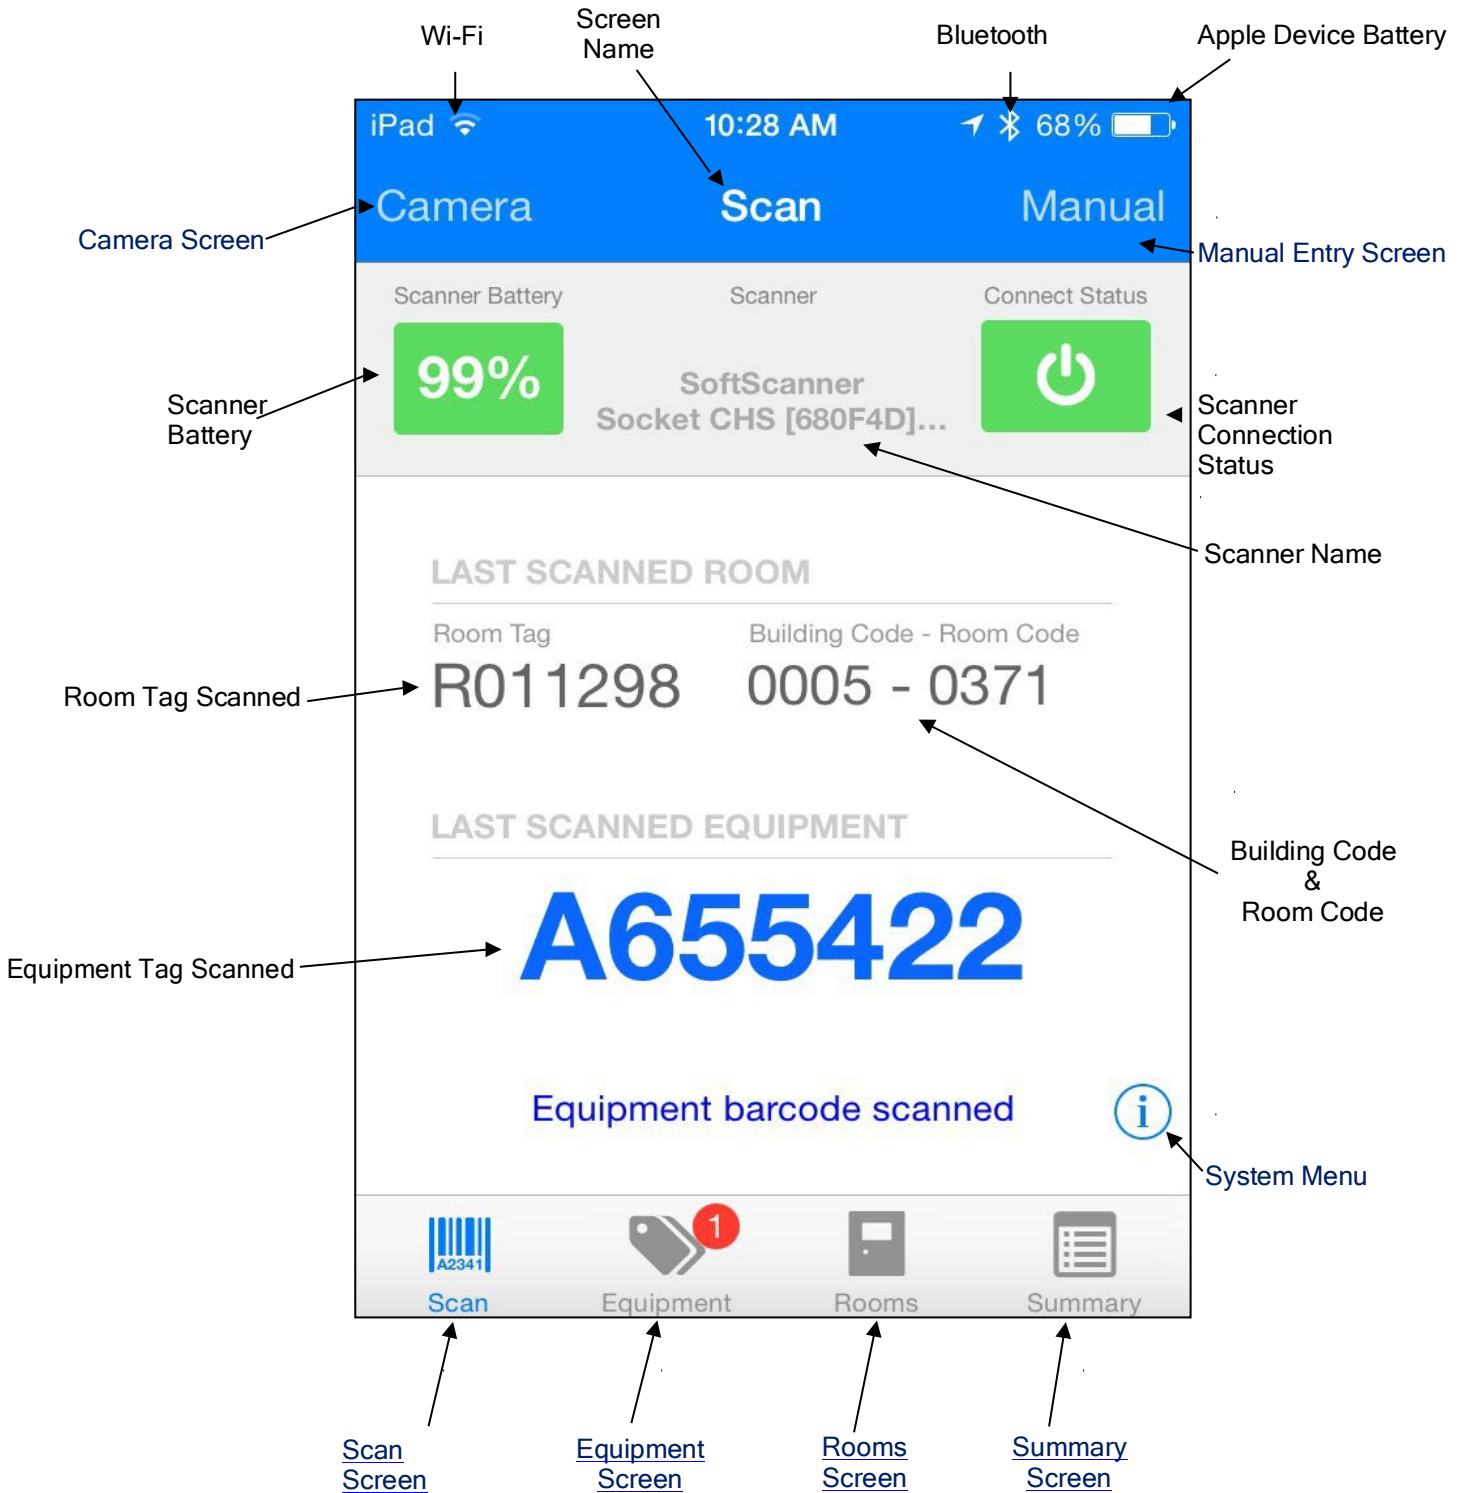 Wi-Fi
Screen
Name
Bluetooth
Apple Device Battery
iPad
10:28 AM
68%
Camera
Scan
Manual
Camera Screen
Manual Entry Screen
Scanner Battery
Scanner
Connect Status
99%
SoftScanner
Socket CHS [680F4D]...
Scanner
Battery
Scanner
Connection
Status
Scanner Name
LAST SCANNED ROOM
Room Tag
Building Code - Room Code
R011298
0005 - 0371
Room Tag Scanned
LAST SCANNED EQUIPMENT
Building Code
&
Room Code
A655422
Equipment Tag Scanned
Equipment barcode scanned
i
System Menu
A2341
1
Scan
Equipment
Rooms
Summary
Scan
Screen
Equipment
Screen
Rooms
Screen
Summary
Screen